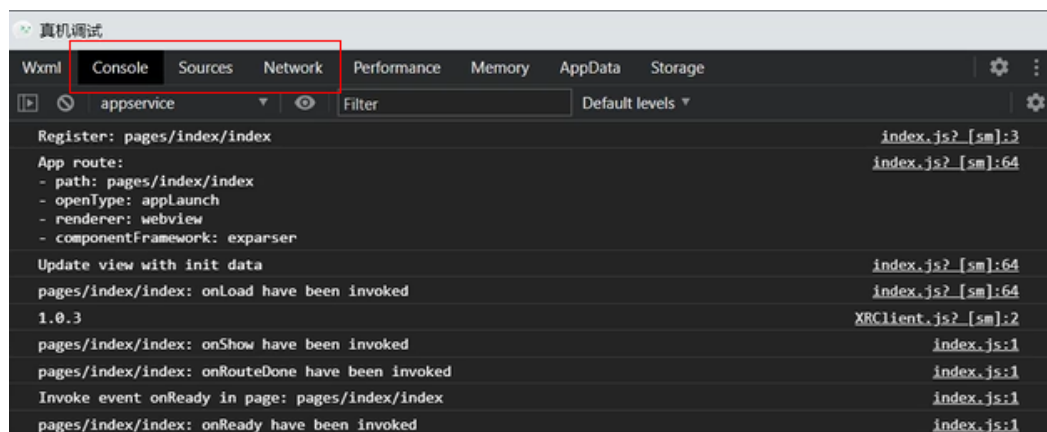 真机调试
Wxml Console Sources Network Performance Memory AppData Storage
appservice Filter Default levels
Register: pages/index/index index.js? [sm]:3
App route: index.js? [sm]:64
- path: pages/index/index
- openType: appLaunch
- renderer: webview
- componentFramework: exparser
Update view with init data index.js? [sm]:64
pages/index/index: onLoad have been invoked index.js? [sm]:64
1.0.3 XRClient.js? [sm]:2
pages/index/index: onShow have been invoked index.js:1
pages/index/index: onRouteDone have been invoked index.js:1
Invoke event onReady in page: pages/index/index index.js:1
pages/index/index: onReady have been invoked index.js:1